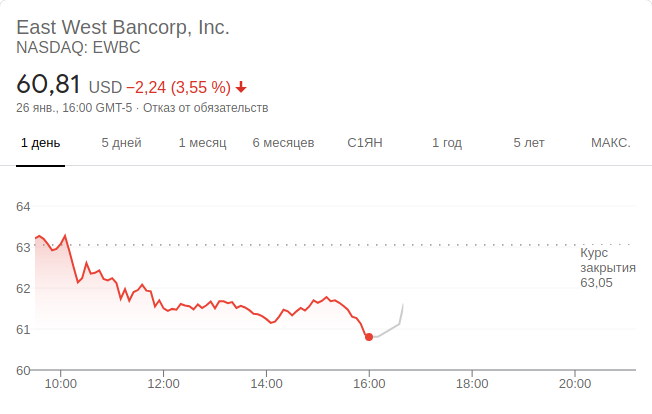 East West Bancorp, Inc.
NASDAQ: EWBC
60,81 USD −2,24 (3,55 %)
26 янв., 16:00 GMT-5 · Отказ от обязательств
1 день 5 дней 1 месяц 6 месяцев С1ЯН 1 год 5 лет МАКС.
64
63
Курс
закрытия
63,05
62
61
60
10:00 12:00 14:00 16:00 18:00 20:00